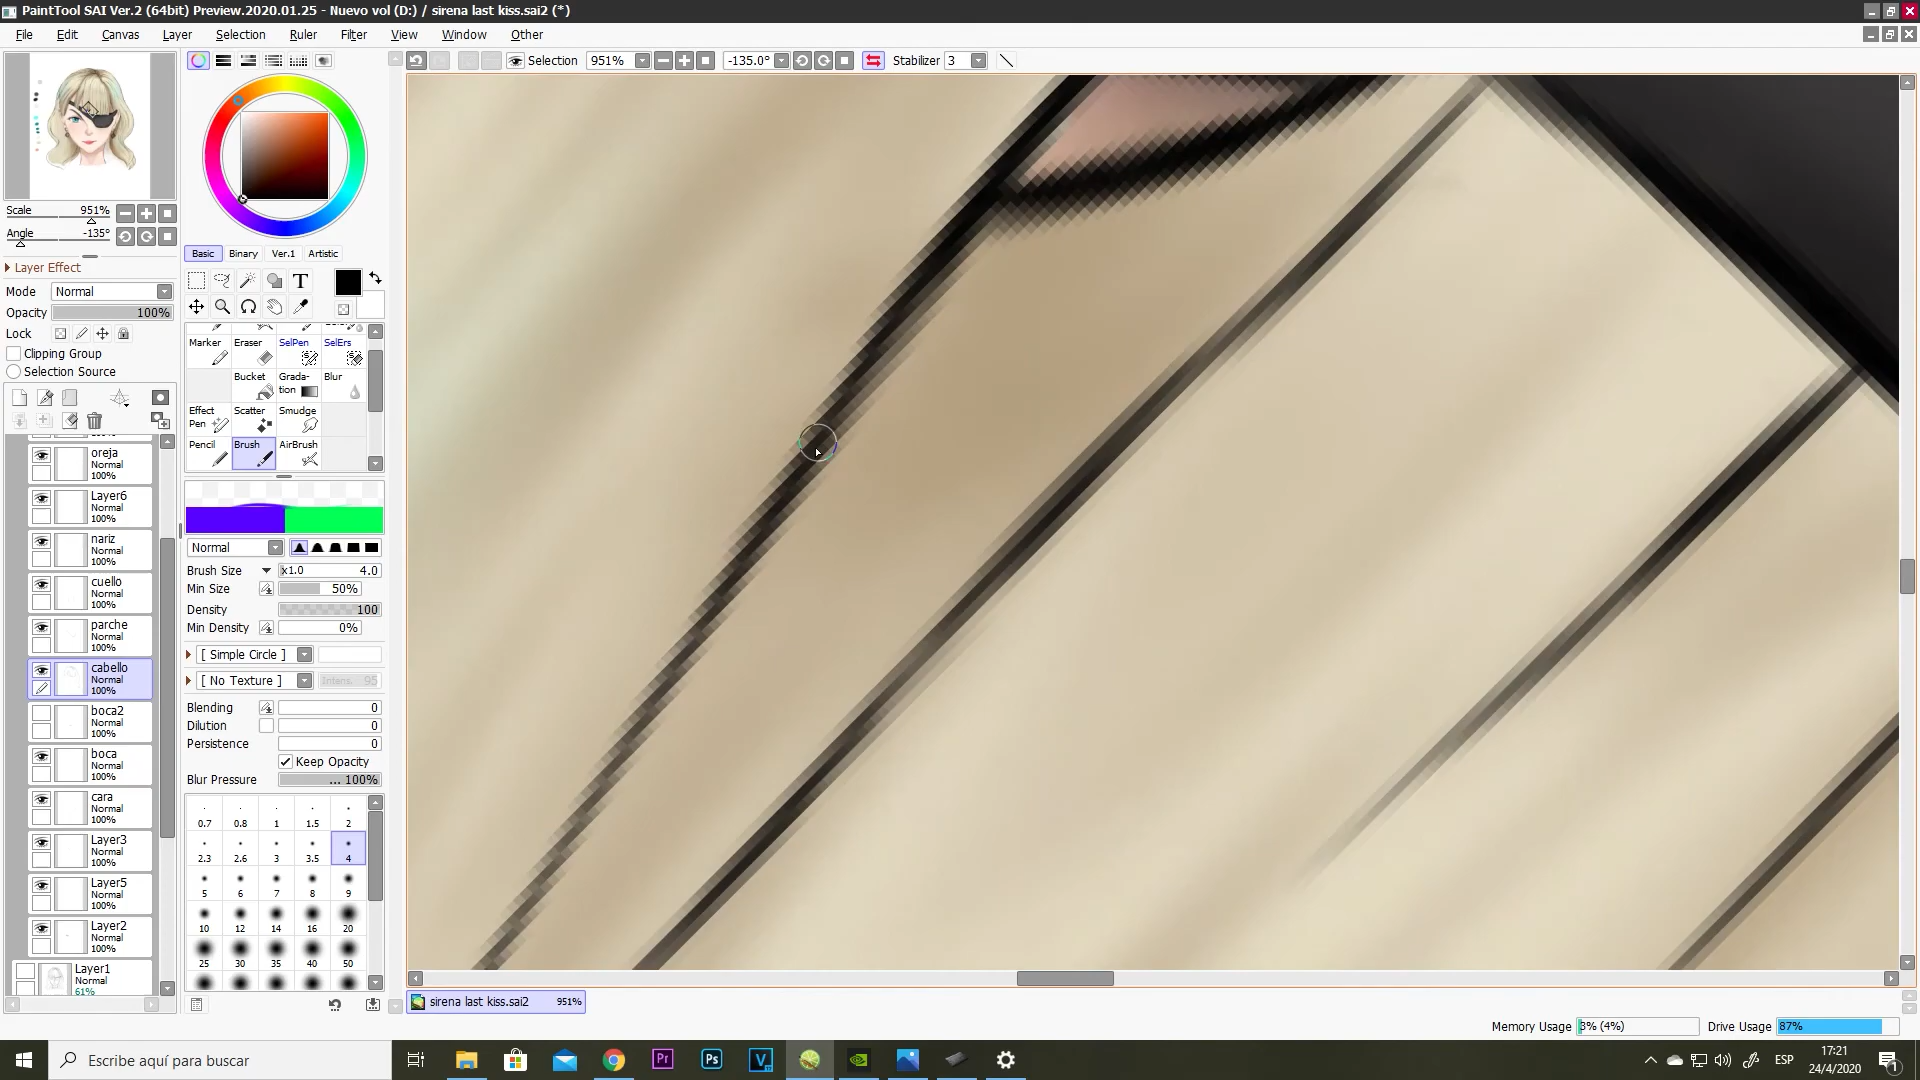 PaintTool SAI Ver.2 (64bit) Preview.2020.01.25 - Nuevo vol (D:) / sirena last kiss.sai2 (*)
File Edit Canvas Layer Selection Ruler Filter View Window Other
Selection 951% -135.0° Stabilizer 3
Scale 951%
Angle -135°
Layer Effect
Mode Normal
Opacity 100%
Lock
Clipping Group
Selection Source
oreja
Normal
100%
Layer6
Normal
100%
nariz
Normal
100%
cuello
Normal
100%
parche
Normal
100%
cabello
Normal
100%
boca2
Normal
100%
boca
Normal
100%
cara
Normal
100%
Layer3
Normal
100%
Layer5
Normal
100%
Layer2
Normal
100%
Layer1
Normal
61%
Basic Binary Ver.1 Artistic
T
Marker Eraser SelPen SelErs
Bucket Grada-tion Blur
Effect Pen Scatter Smudge
Pencil Brush AirBrush
Normal
Brush Size x1.0 4.0
Min Size 50%
Density 100
Min Density 0%
[ Simple Circle ]
[ No Texture ] Intens. 95
Blending 0
Dilution 0
Persistence 0
Keep Opacity
Blur Pressure ... 100%
0.7 0.8 1 1.5 2
2.3 2.6 3 3.5 4
5 6 7 8 9
10 12 14 16 20
25 30 35 40 50
sirena last kiss.sai2 951%
Memory Usage 3% (4%) Drive Usage 87%
Escribe aquí para buscar
Pr Ps V
ESP
17:21
24/4/2020
1